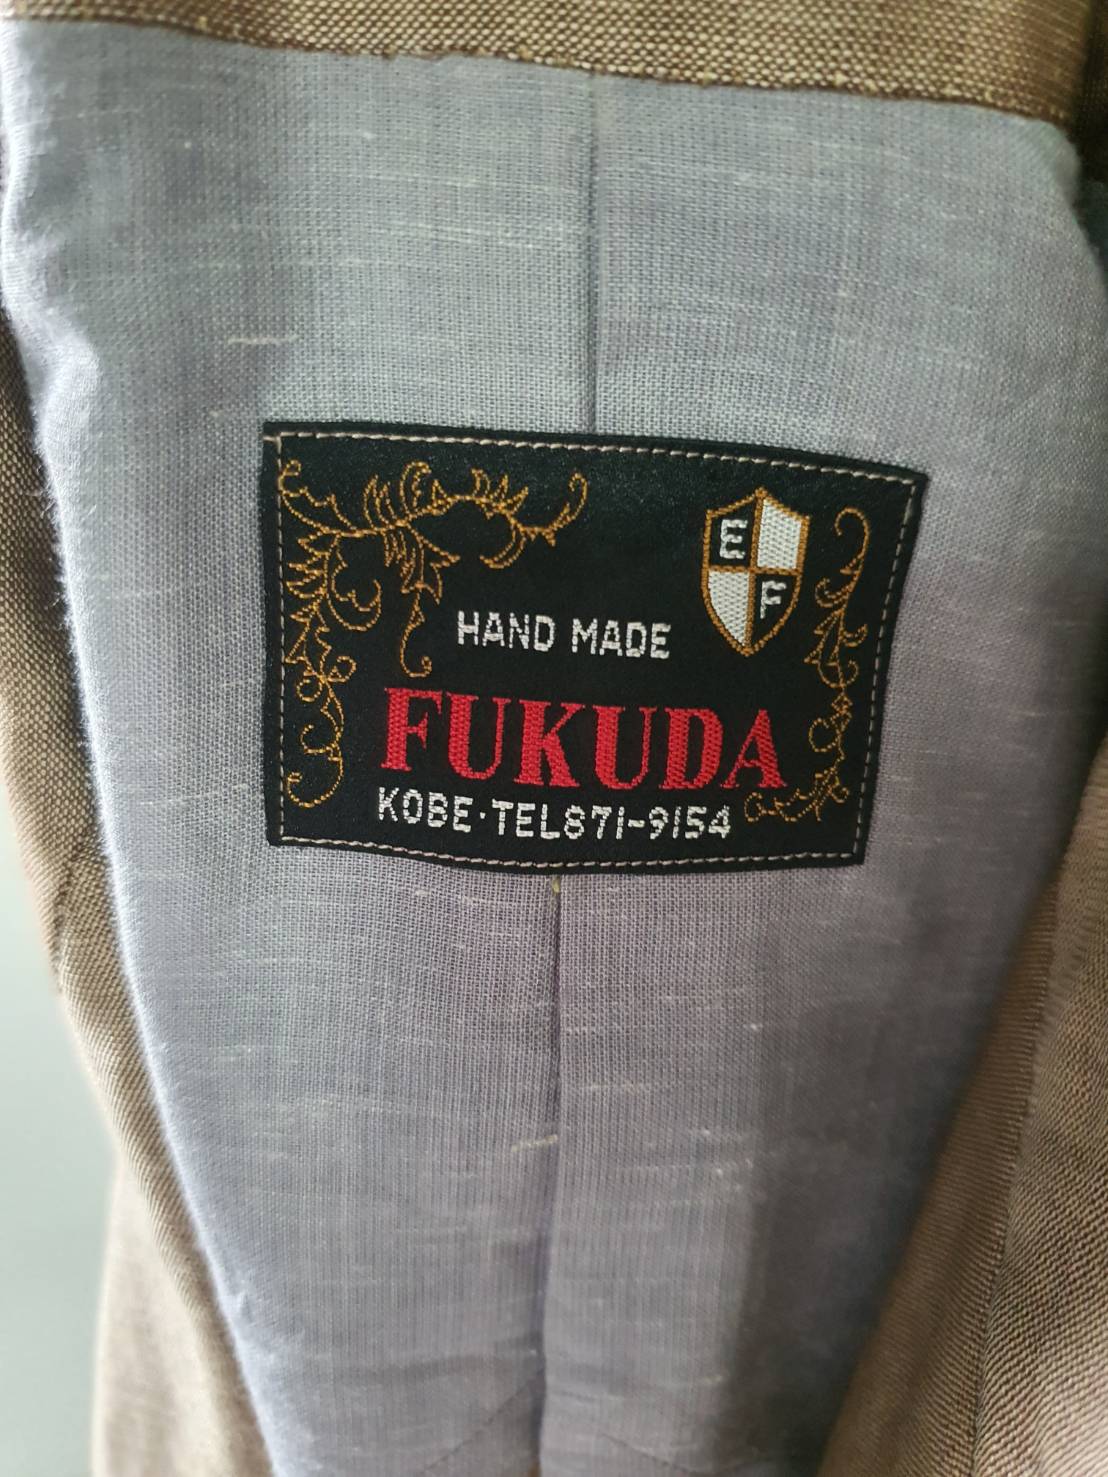 E
F
HAND MADE
FUKUDA
KOBE·TEL871-9154